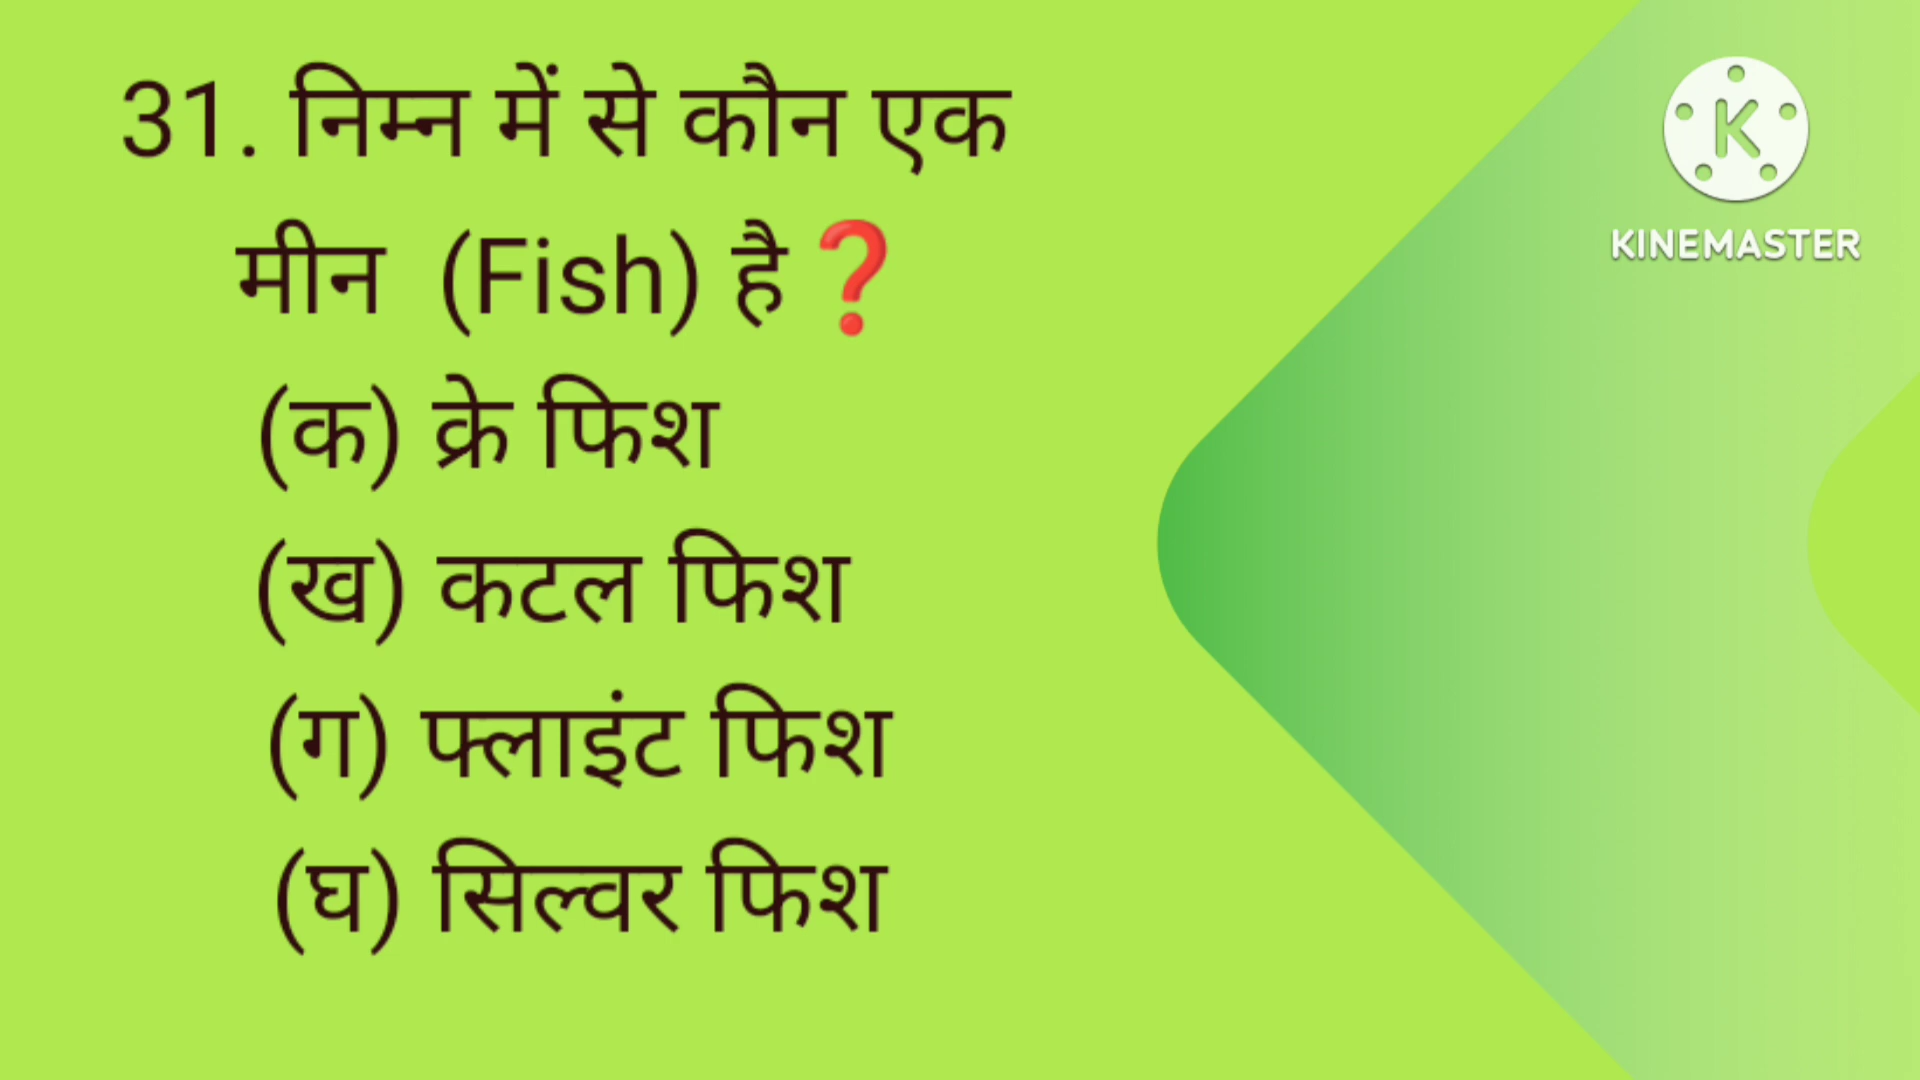 31. निम्न में से कौन एक
मीन (Fish) है❓
(क) क्रे फिश
(ख) कटल फिश
(ग) फ्लाइंट फिश
(घ) सिल्वर फिश
K
KINEMASTER